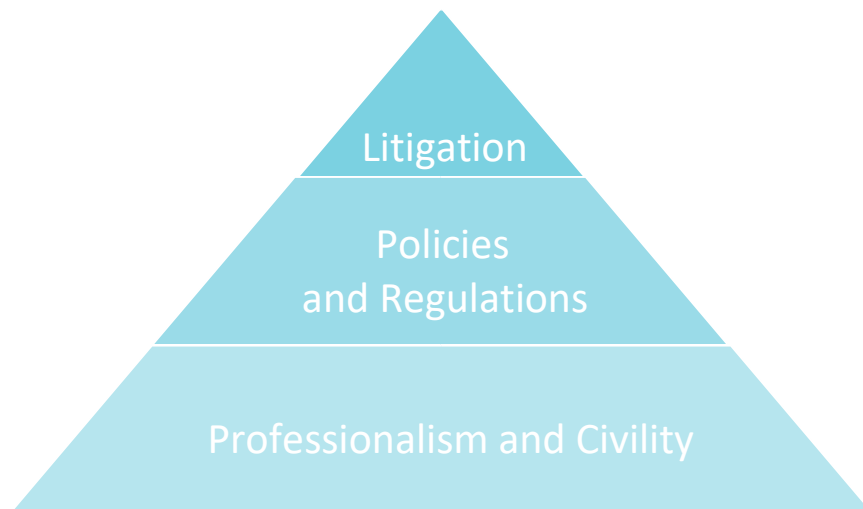 Litigation
Policies
and Regulations
Professionalism and Civility